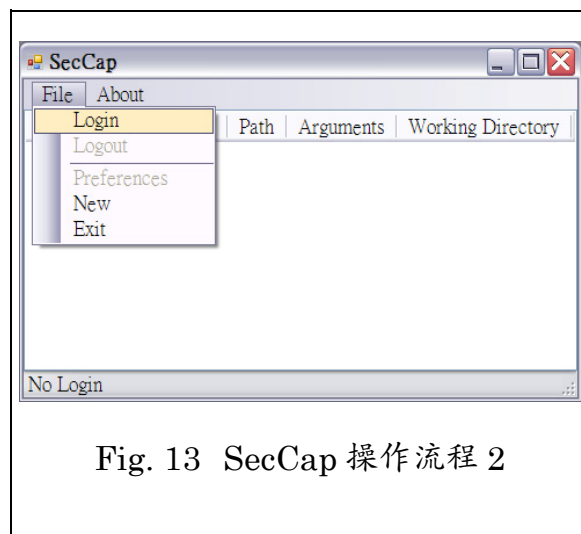 SecCap
File About
Login
Path Arguments Working Directory
Logout
Preferences
New
Exit
No Login
Fig. 13 SecCap 操作流程 2